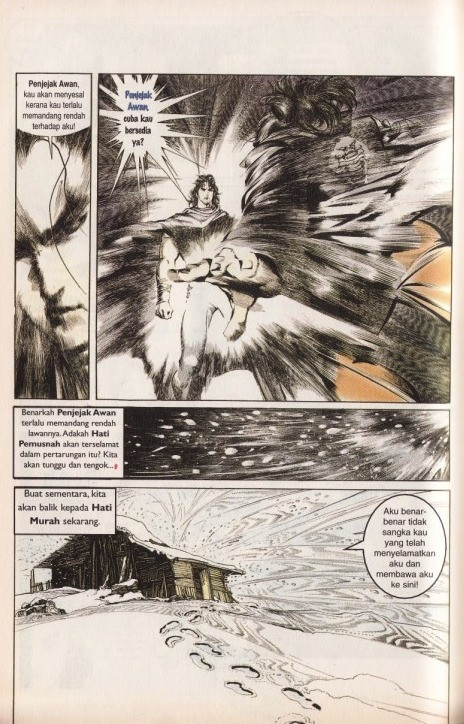 Penjejak Awan,
kau akan menyesal
kerana kau terlalu
memandang rendah
terhadap aku!
Penjejak
Awan,
cuba kau
bersedia
ya?
Benarkah Penjejak Awan
terlalu memandang rendah
lawannya. Adakah Hati
Pemusnah akan terselamat
dalam pertarungan itu? Kita
akan tunggu dan tengok...
Buat sementara, kita
akan balik kepada Hati
Murah sekarang.
Aku benar-
benar tidak
sangka kau
yang telah
menyelamatkan
aku dan
membawa aku
ke sini!